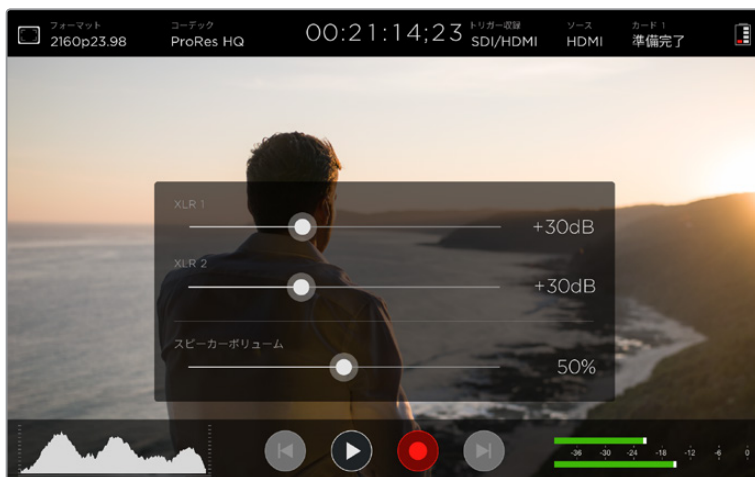 フォーマット
2160p23.98
コーデック
ProRes HQ
00:21:14;23
トリガー収録
SDI/HDMI
ソース
HDMI
カード 1
準備完了
XLR 1
+30dB
XLR 2
+30dB
スピーカーボリューム
50%
-36 -30 -24 -18 -12 -6 0